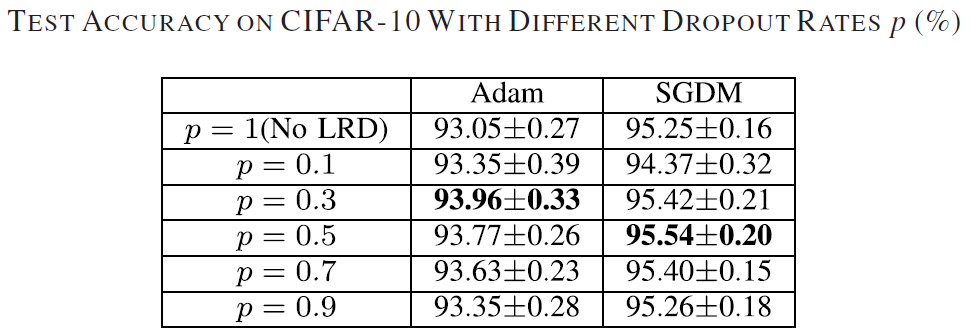 TEST ACCURACY ON CIFAR-10 WITH DIFFERENT DROPOUT RATES p (%)
Adam SGDM
p = 1(No LRD) 93.05±0.27 95.25±0.16
p = 0.1 93.35±0.39 94.37±0.32
p = 0.3 93.96±0.33 95.42±0.21
p = 0.5 93.77±0.26 95.54±0.20
p = 0.7 93.63±0.23 95.40±0.15
p = 0.9 93.35±0.28 95.26±0.18